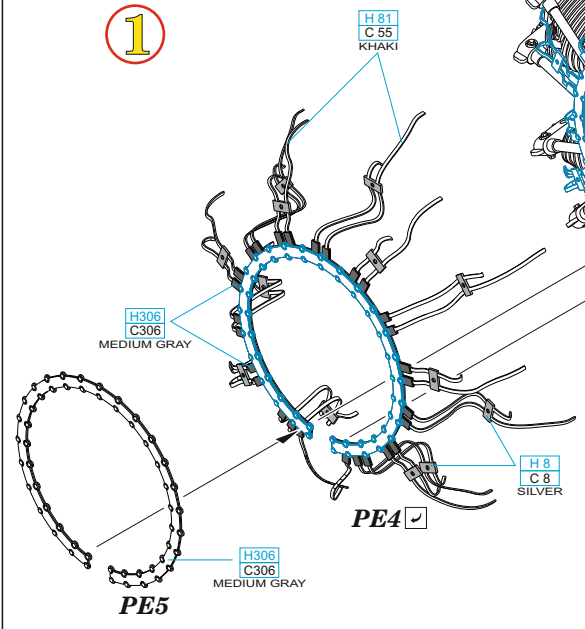 1
H 81
C 55
KHAKI
H306
C306
MEDIUM GRAY
H 8
C 8
SILVER
PE4
H306
C306
MEDIUM GRAY
PE5